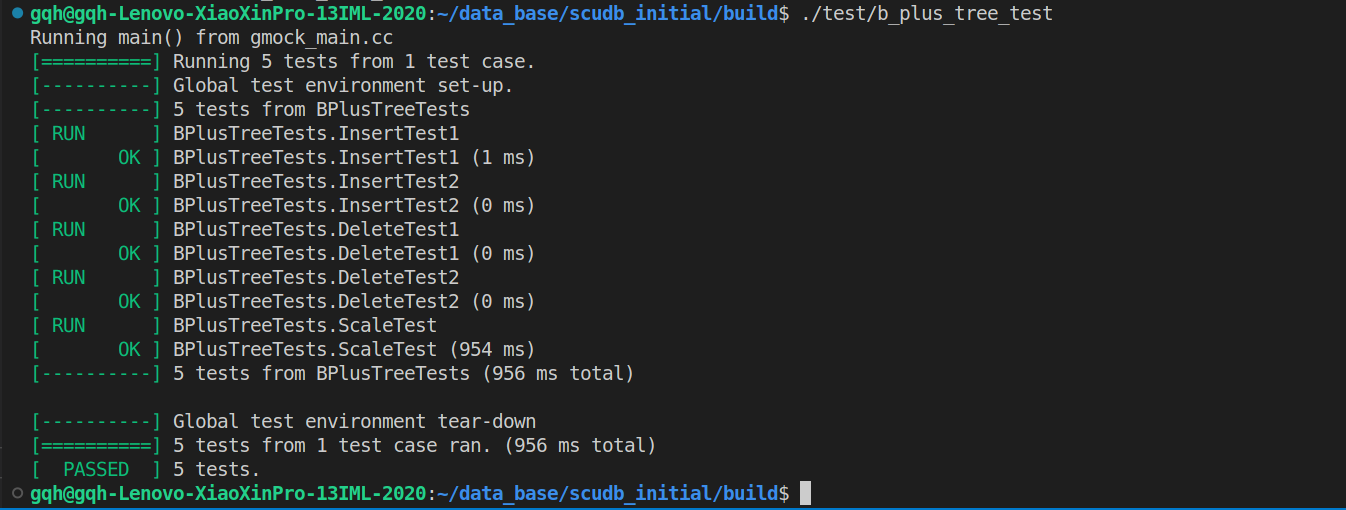 gqh@gqh-Lenovo-XiaoXinPro-13IML-2020:~/data_base/scudb_initial/build$ ./test/b_plus_tree_test
Running main() from gmock_main.cc
[==========] Running 5 tests from 1 test case.
[----------] Global test environment set-up.
[----------] 5 tests from BPlusTreeTests
[ RUN      ] BPlusTreeTests.InsertTest1
[       OK ] BPlusTreeTests.InsertTest1 (1 ms)
[ RUN      ] BPlusTreeTests.InsertTest2
[       OK ] BPlusTreeTests.InsertTest2 (0 ms)
[ RUN      ] BPlusTreeTests.DeleteTest1
[       OK ] BPlusTreeTests.DeleteTest1 (0 ms)
[ RUN      ] BPlusTreeTests.DeleteTest2
[       OK ] BPlusTreeTests.DeleteTest2 (0 ms)
[ RUN      ] BPlusTreeTests.ScaleTest
[       OK ] BPlusTreeTests.ScaleTest (954 ms)
[----------] 5 tests from BPlusTreeTests (956 ms total)

[----------] Global test environment tear-down
[==========] 5 tests from 1 test case ran. (956 ms total)
[  PASSED  ] 5 tests.
gqh@gqh-Lenovo-XiaoXinPro-13IML-2020:~/data_base/scudb_initial/build$